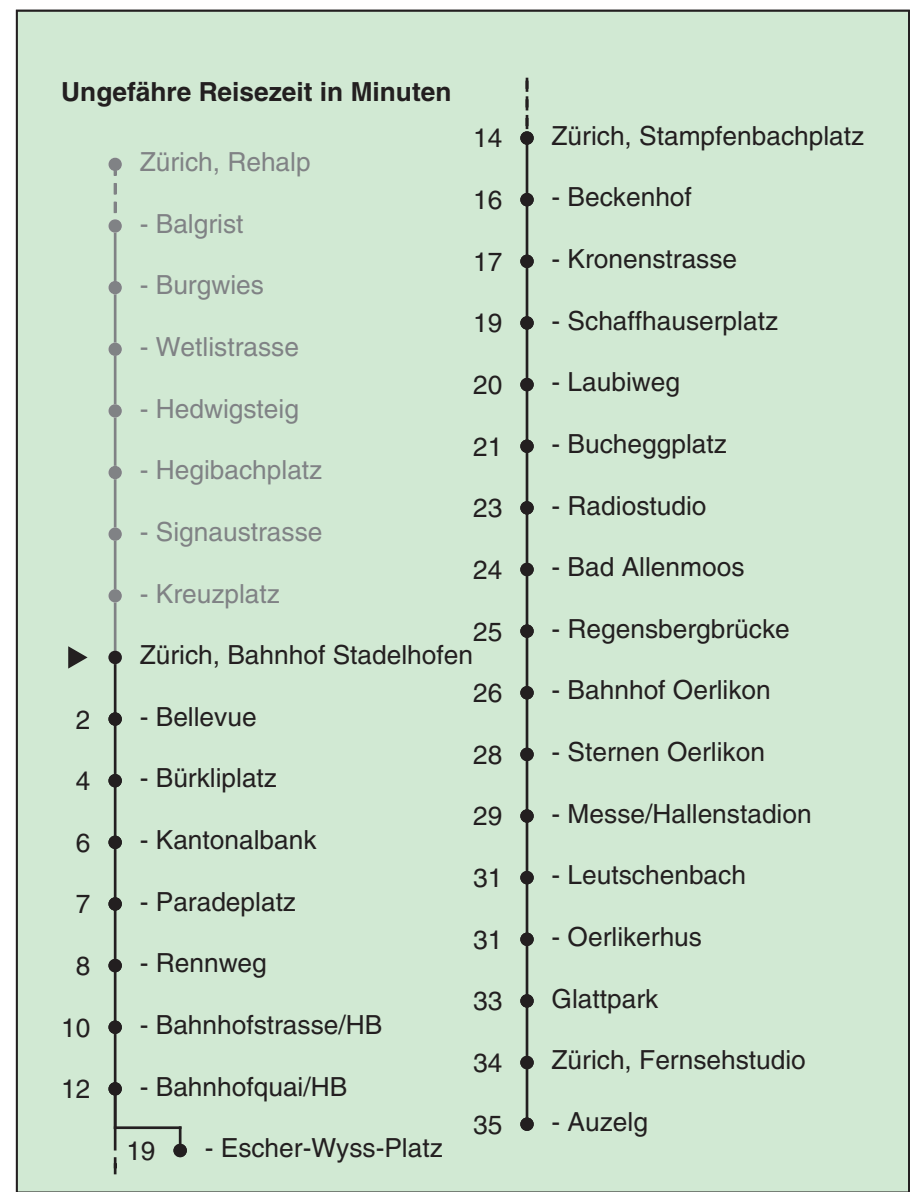 Ungefähre Reisezeit in Minuten
Zürich, Rehalp
- Balgrist
- Burgwies
- Wetlistrasse
- Hedwigsteig
- Hegibachplatz
- Signaustrasse
- Kreuzplatz
Zürich, Bahnhof Stadelhofen
2 - Bellevue
4 - Bürkliplatz
6 - Kantonalbank
7 - Paradeplatz
8 - Rennweg
10 - Bahnhofstrasse/HB
12 - Bahnhofquai/HB
19 - Escher-Wyss-Platz
14 Zürich, Stampfenbachplatz
16 - Beckenhof
17 - Kronenstrasse
19 - Schaffhauserplatz
20 - Laubiweg
21 - Bucheggplatz
23 - Radiostudio
24 - Bad Allenmoos
25 - Regensbergbrücke
26 - Bahnhof Oerlikon
28 - Sternen Oerlikon
29 - Messe/Hallenstadion
31 - Leutschenbach
31 - Oerlikerhus
33 Glattpark
34 Zürich, Fernsehstudio
35 - Auzelg